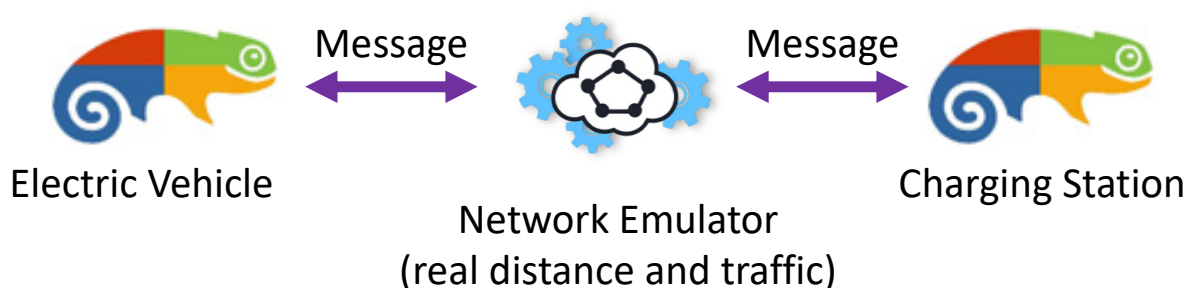 Message
Message
Electric Vehicle
Charging Station
Network Emulator
(real distance and traffic)